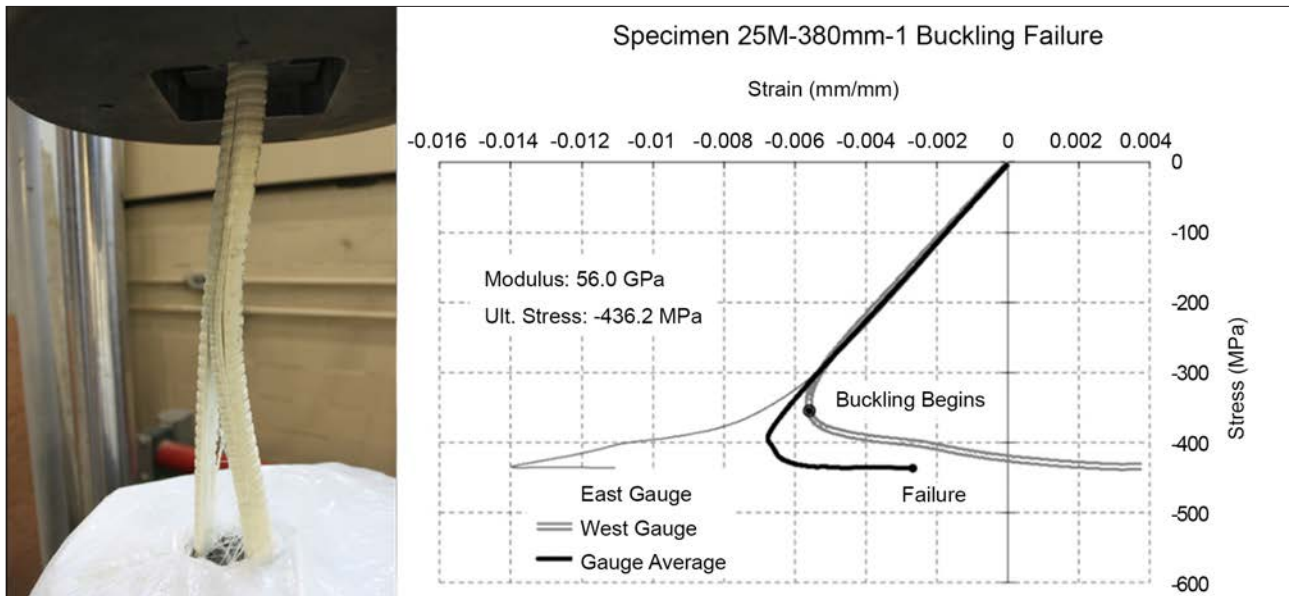 Specimen 25M-380mm-1 Buckling Failure
Strain (mm/mm)
-0.016 -0.014 -0.012 -0.01 -0.008 -0.006 -0.004 -0.002 0 0.002 0.004
0
-100
-200
-300
-400
-500
-600
Stress (MPa)
Modulus: 56.0 GPa
Ult. Stress: -436.2 MPa
Buckling Begins
Failure
East Gauge
West Gauge
Gauge Average